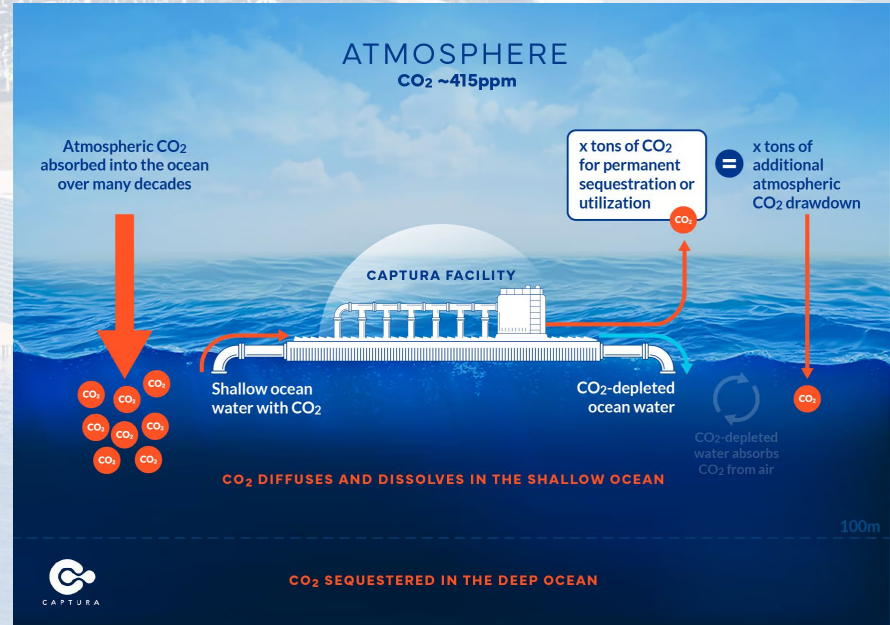 ATMOSPHERE
CO₂ ~415ppm
Atmospheric CO₂
absorbed into the ocean
over many decades
x tons of CO₂
for permanent
sequestration or
utilization
CO₂
=
x tons of
additional
atmospheric
CO₂ drawdown
CAPTURA FACILITY
CO₂
CO₂
CO₂
CO₂
CO₂
CO₂
CO₂
CO₂
Shallow ocean
water with CO₂
CO₂-depleted
ocean water
CO₂
CO₂-depleted
water absorbs
CO₂ from air
CO₂ DIFFUSES AND DISSOLVES IN THE SHALLOW OCEAN
100m
CO₂ SEQUESTERED IN THE DEEP OCEAN
CAPTURA